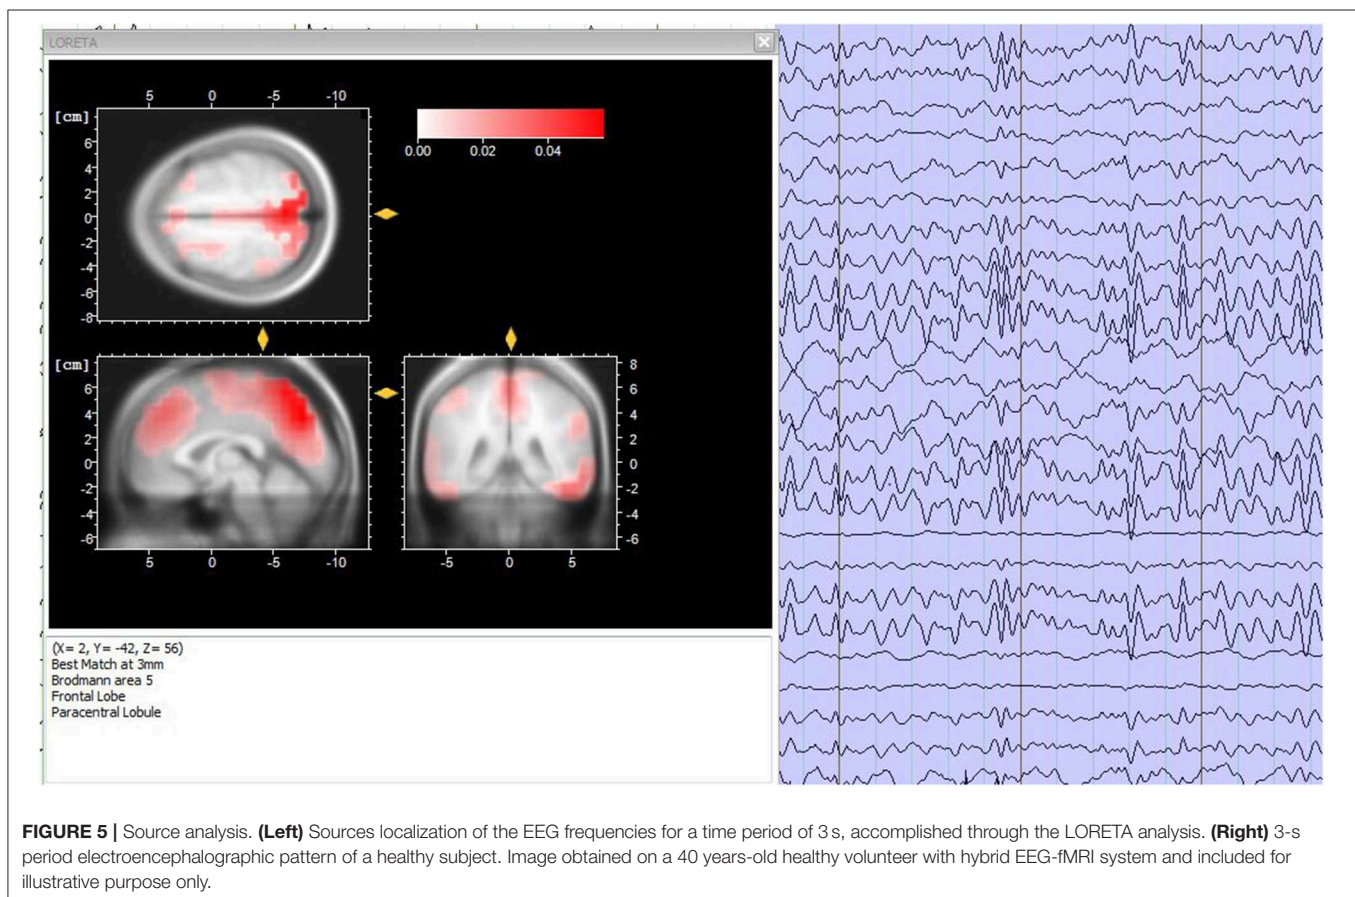 LORETA
5 0 -5 -10
[cm]
6
4
2
0
-2
-4
-6
-8
0.00 0.02 0.04
[cm]
6
4
2
0
-2
-4
-6
5 0 -5 -10
8
6
4
2
0
-2
-4
-6
-5 0 5
(X= 2, Y= -42, Z= 56)
Best Match at 3mm
Brodmann area 5
Frontal Lobe
Paracentral Lobule
FIGURE 5 | Source analysis. (Left) Sources localization of the EEG frequencies for a time period of 3 s, accomplished through the LORETA analysis. (Right) 3-s
period electroencephalographic pattern of a healthy subject. Image obtained on a 40 years-old healthy volunteer with hybrid EEG-fMRI system and included for
illustrative purpose only.